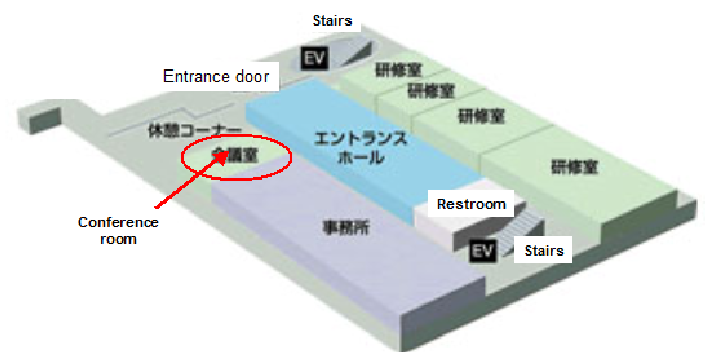 Stairs
EV
Entrance door
研修室
研修室
研修室
研修室
休憩コーナー
会議室
エントランス
ホール
Conference
room
事務所
Restroom
EV
Stairs